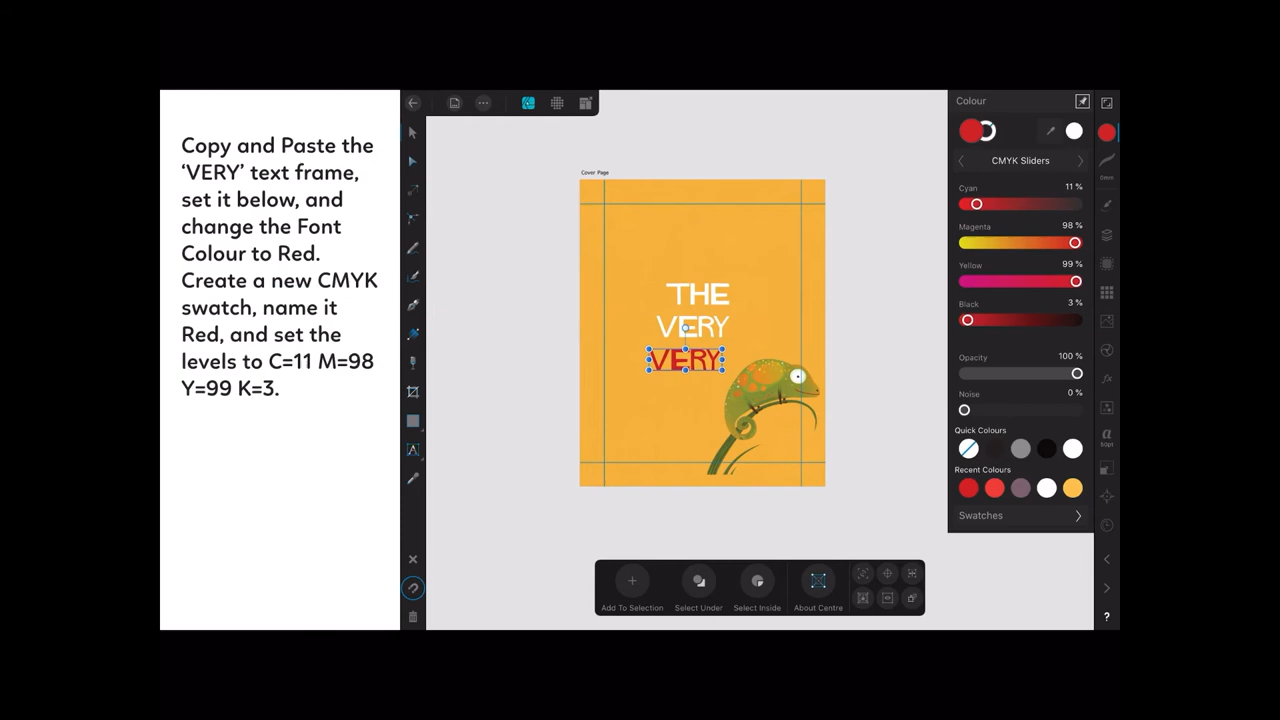 Copy and Paste the
‘VERY’ text frame,
set it below, and
change the Font
Colour to Red.
Create a new CMYK
swatch, name it
Red, and set the
levels to C=11 M=98
Y=99 K=3.
Cover Page
THE
VERY
VERY
Add To Selection
Select Under
Select Inside
About Centre
Colour
CMYK Sliders
Cyan 11 %
Magenta 98 %
Yellow 99 %
Black 3 %
Opacity 100 %
Noise 0 %
Quick Colours
Recent Colours
Swatches
0mm
fx
a
50pt
?